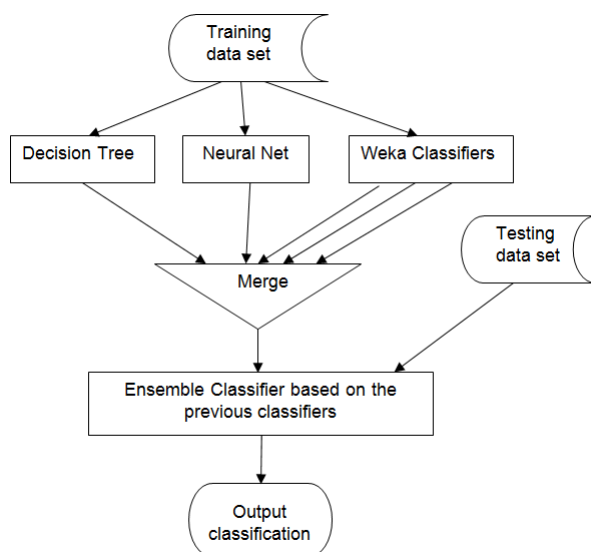 Training
data set
Decision Tree
Neural Net
Weka Classifiers
Testing
data set
Merge
Ensemble Classifier based on the
previous classifiers
Output
classification